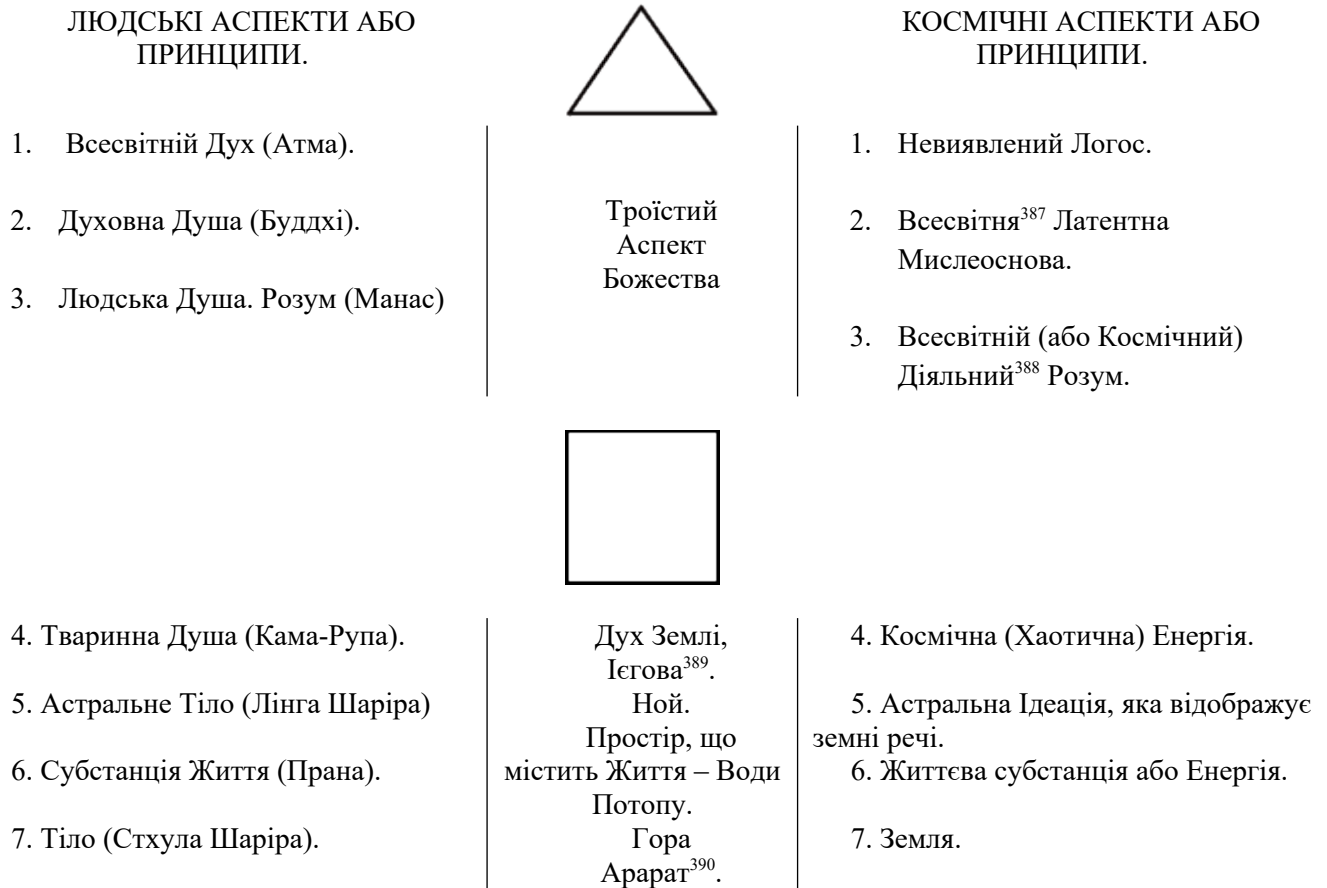 ЛЮДСЬКІ АСПЕКТИ АБО
ПРИНЦИПИ.
КОСМІЧНІ АСПЕКТИ АБО
ПРИНЦИПИ.
1. Всесвітній Дух (Атма).
2. Духовна Душа (Буддхі).
3. Людська Душа. Розум (Манас)
Троїстий
Аспект
Божества
1. Невиявлений Логос.
2. Всесвітня387 Латентна
Мислеоснова.
3. Всесвітній (або Космічний)
Діяльний388 Розум.
4. Тваринна Душа (Кама-Рупа).
5. Астральне Тіло (Лінга Шаріра)
6. Субстанція Життя (Прана).
7. Тіло (Стхула Шаріра).
Дух Землі,
Ієгова389.
Ной.
Простір, що
містить Життя – Води
Потопу.
Гора
Арарат390.
4. Космічна (Хаотична) Енергія.
5. Астральна Ідеація, яка відображує
земні речі.
6. Життєва субстанція або Енергія.
7. Земля.